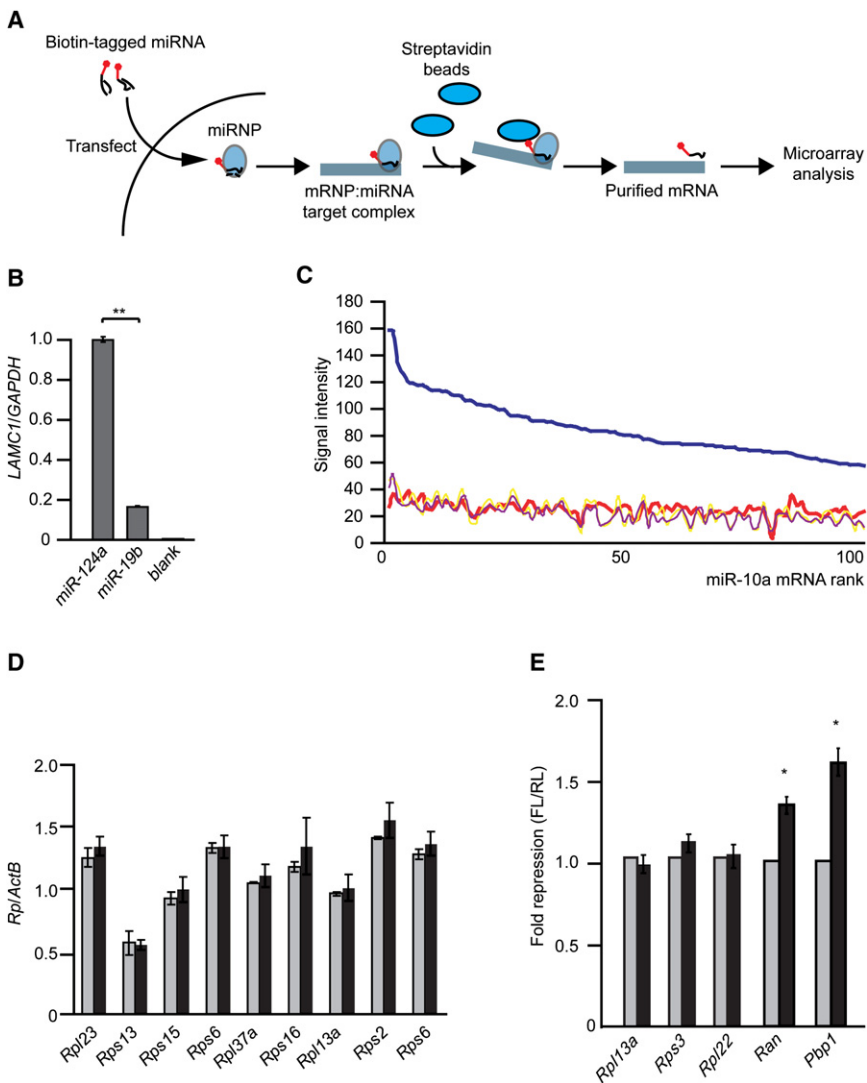 A
Biotin-tagged miRNA
Transfect
miRNP
mRNP:miRNA
target complex
Streptavidin
beads
Purified mRNA
Microarray
analysis
B
LAMC1/GAPDH
1.0
0.8
0.6
0.4
0.2
0
**
miR-124a
miR-19b
blank
C
Signal intensity
180
160
140
120
100
80
60
40
20
0
0
50
100
miR-10a mRNA rank
D
Rp/ActB
2.0
1.5
1.0
0.5
0
Rpl23
Rps13
Rps15
Rps6
Rpl37a
Rps16
Rpl13a
Rps2
Rps6
E
Fold repression (FL/RL)
2.0
1.5
1.0
0.5
0
*
*
Rpl13a
Rps3
Rpl22
Ran
Pbp1